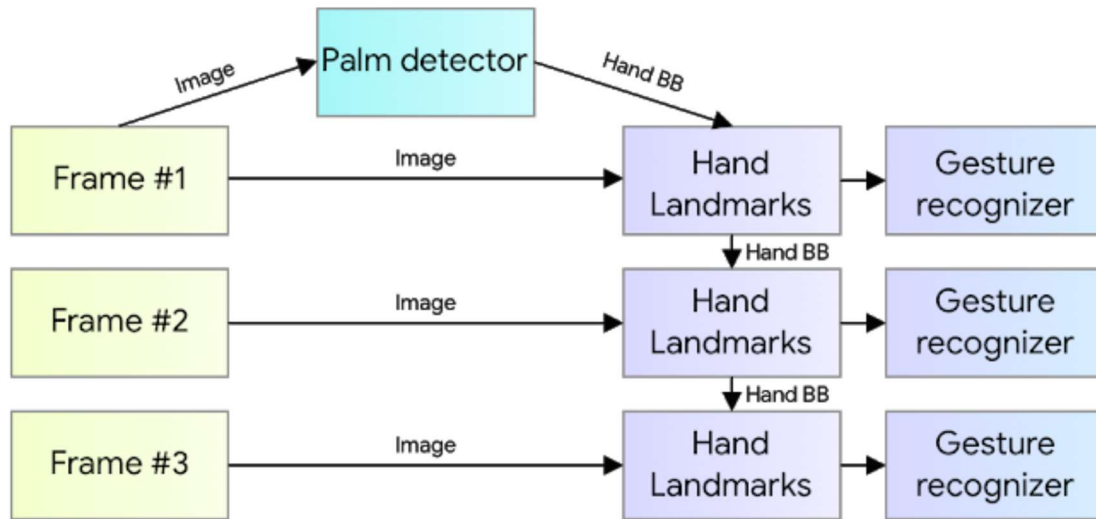 Palm detector
Image
Hand BB
Frame #1
Image
Hand
Landmarks
Gesture
recognizer
Hand BB
Frame #2
Image
Hand
Landmarks
Gesture
recognizer
Hand BB
Frame #3
Image
Hand
Landmarks
Gesture
recognizer